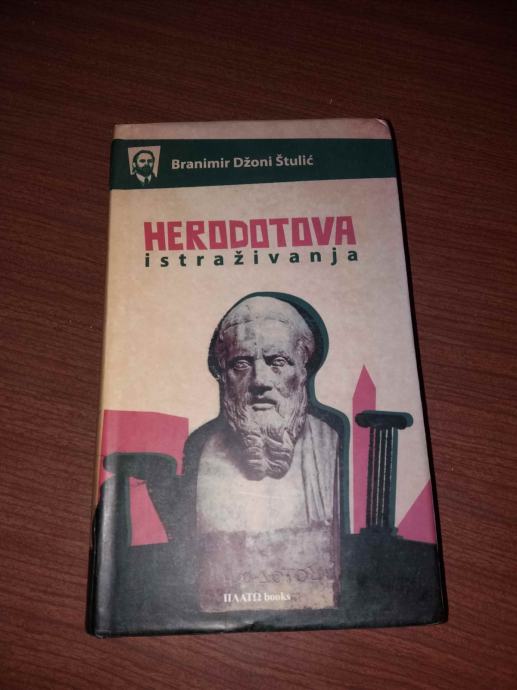 Branimir Džoni Štulić
HERODOTOVA
istraživanja
ΠΛΑΤΩ books